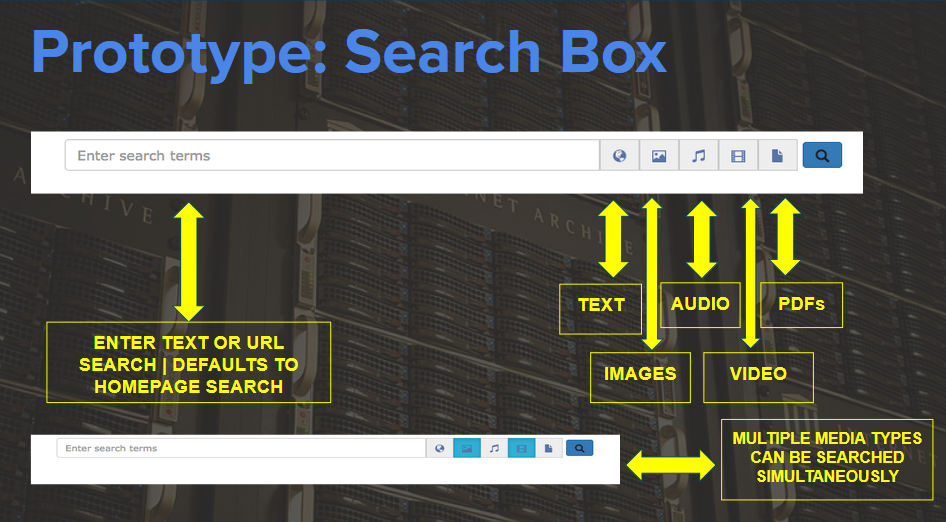 Prototype: Search Box
Enter search terms
ARCHIVE
ARCHIVE
TEXT
AUDIO
PDFs
ENTER TEXT OR URL
SEARCH | DEFAULTS TO
HOMEPAGE SEARCH
IMAGES
VIDEO
Enter search terms
MULTIPLE MEDIA TYPES
CAN BE SEARCHED
SIMULTANEOUSLY